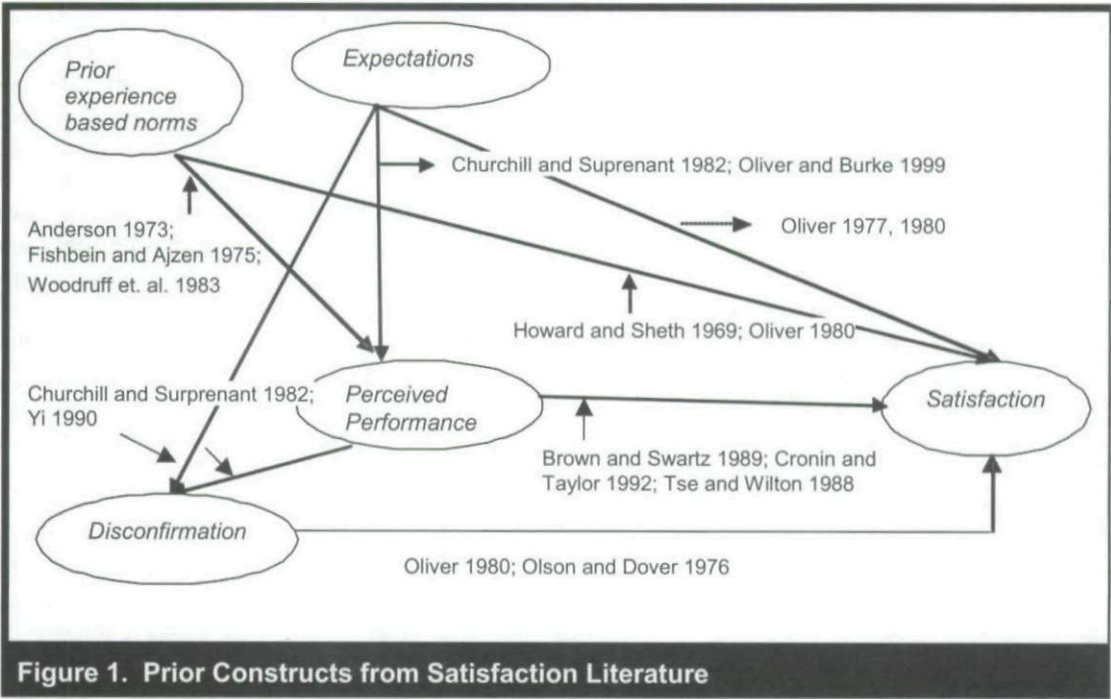 Prior
experience
based norms
Expectations
Churchill and Suprenant 1982; Oliver and Burke 1999
Anderson 1973;
Fishbein and Ajzen 1975;
Woodruff et. al. 1983
Oliver 1977, 1980
Howard and Sheth 1969; Oliver 1980
Churchill and Surprenant 1982;
Yi 1990
Perceived
Performance
Satisfaction
Brown and Swartz 1989; Cronin and
Taylor 1992; Tse and Wilton 1988
Disconfirmation
Oliver 1980; Olson and Dover 1976
Figure 1. Prior Constructs from Satisfaction Literature